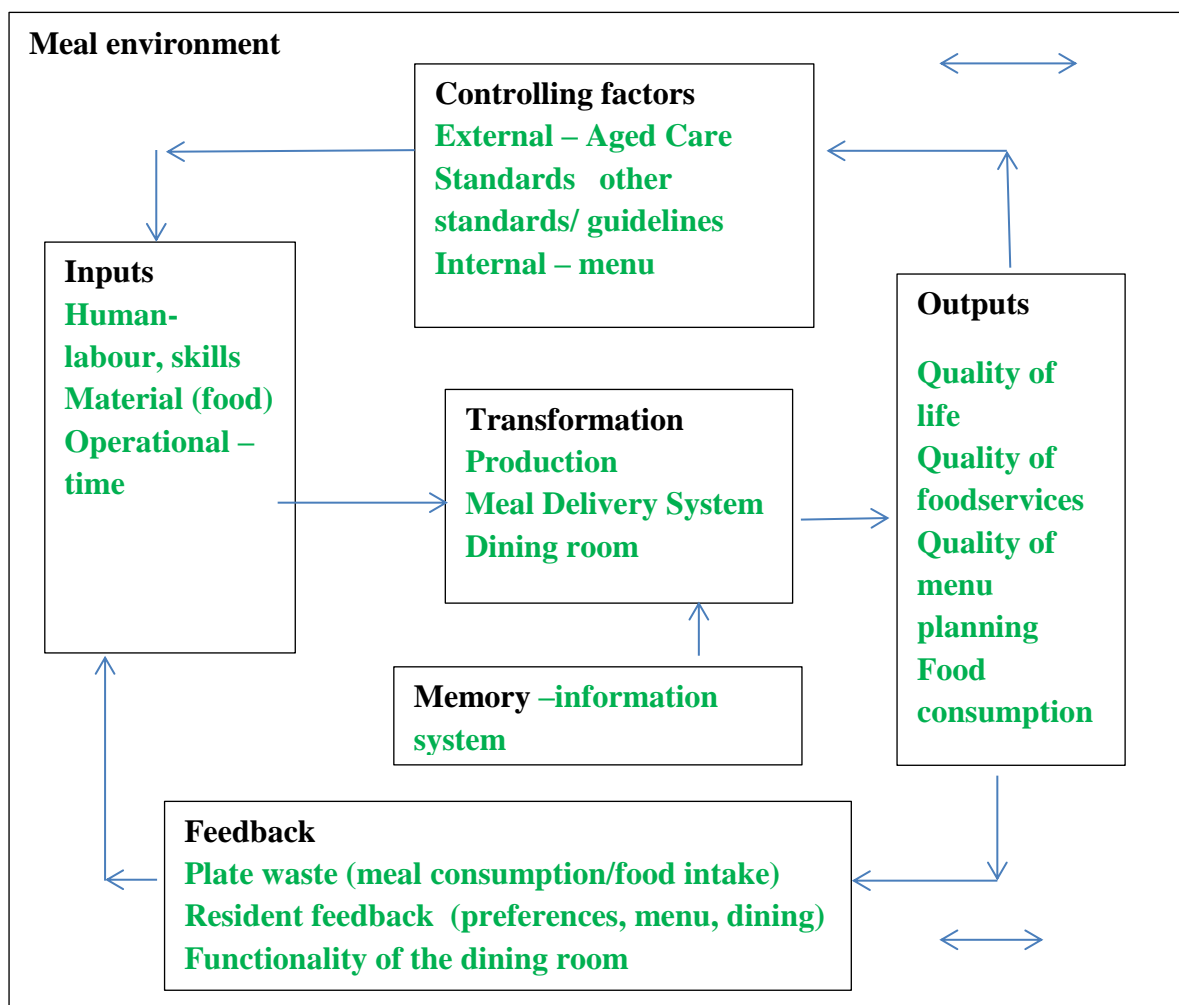 Meal environment
Controlling factors
External – Aged Care
Standards   other
standards/ guidelines
Internal – menu
Inputs
Human-
labour, skills
Material (food)
Operational –
time
Transformation
Production
Meal Delivery System
Dining room
Outputs
Quality of
life
Quality of
foodservices
Quality of
menu
planning
Food
consumption
Memory –information
system
Feedback
Plate waste (meal consumption/food intake)
Resident feedback  (preferences, menu, dining)
Functionality of the dining room